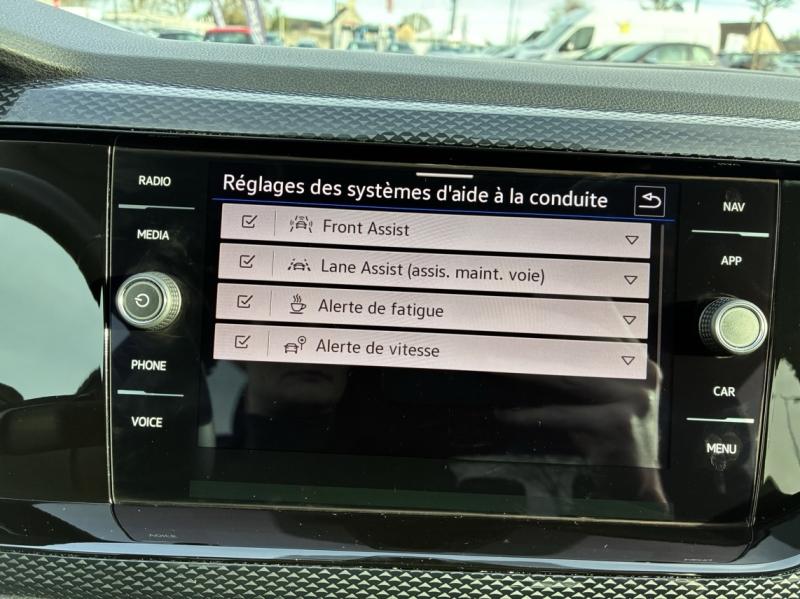 RADIO
MEDIA
PHONE
VOICE
Réglages des systèmes d'aide à la conduite
Front Assist
Lane Assist (assis. maint. voie)
Alerte de fatigue
Alerte de vitesse
NAV
APP
CAR
MENU